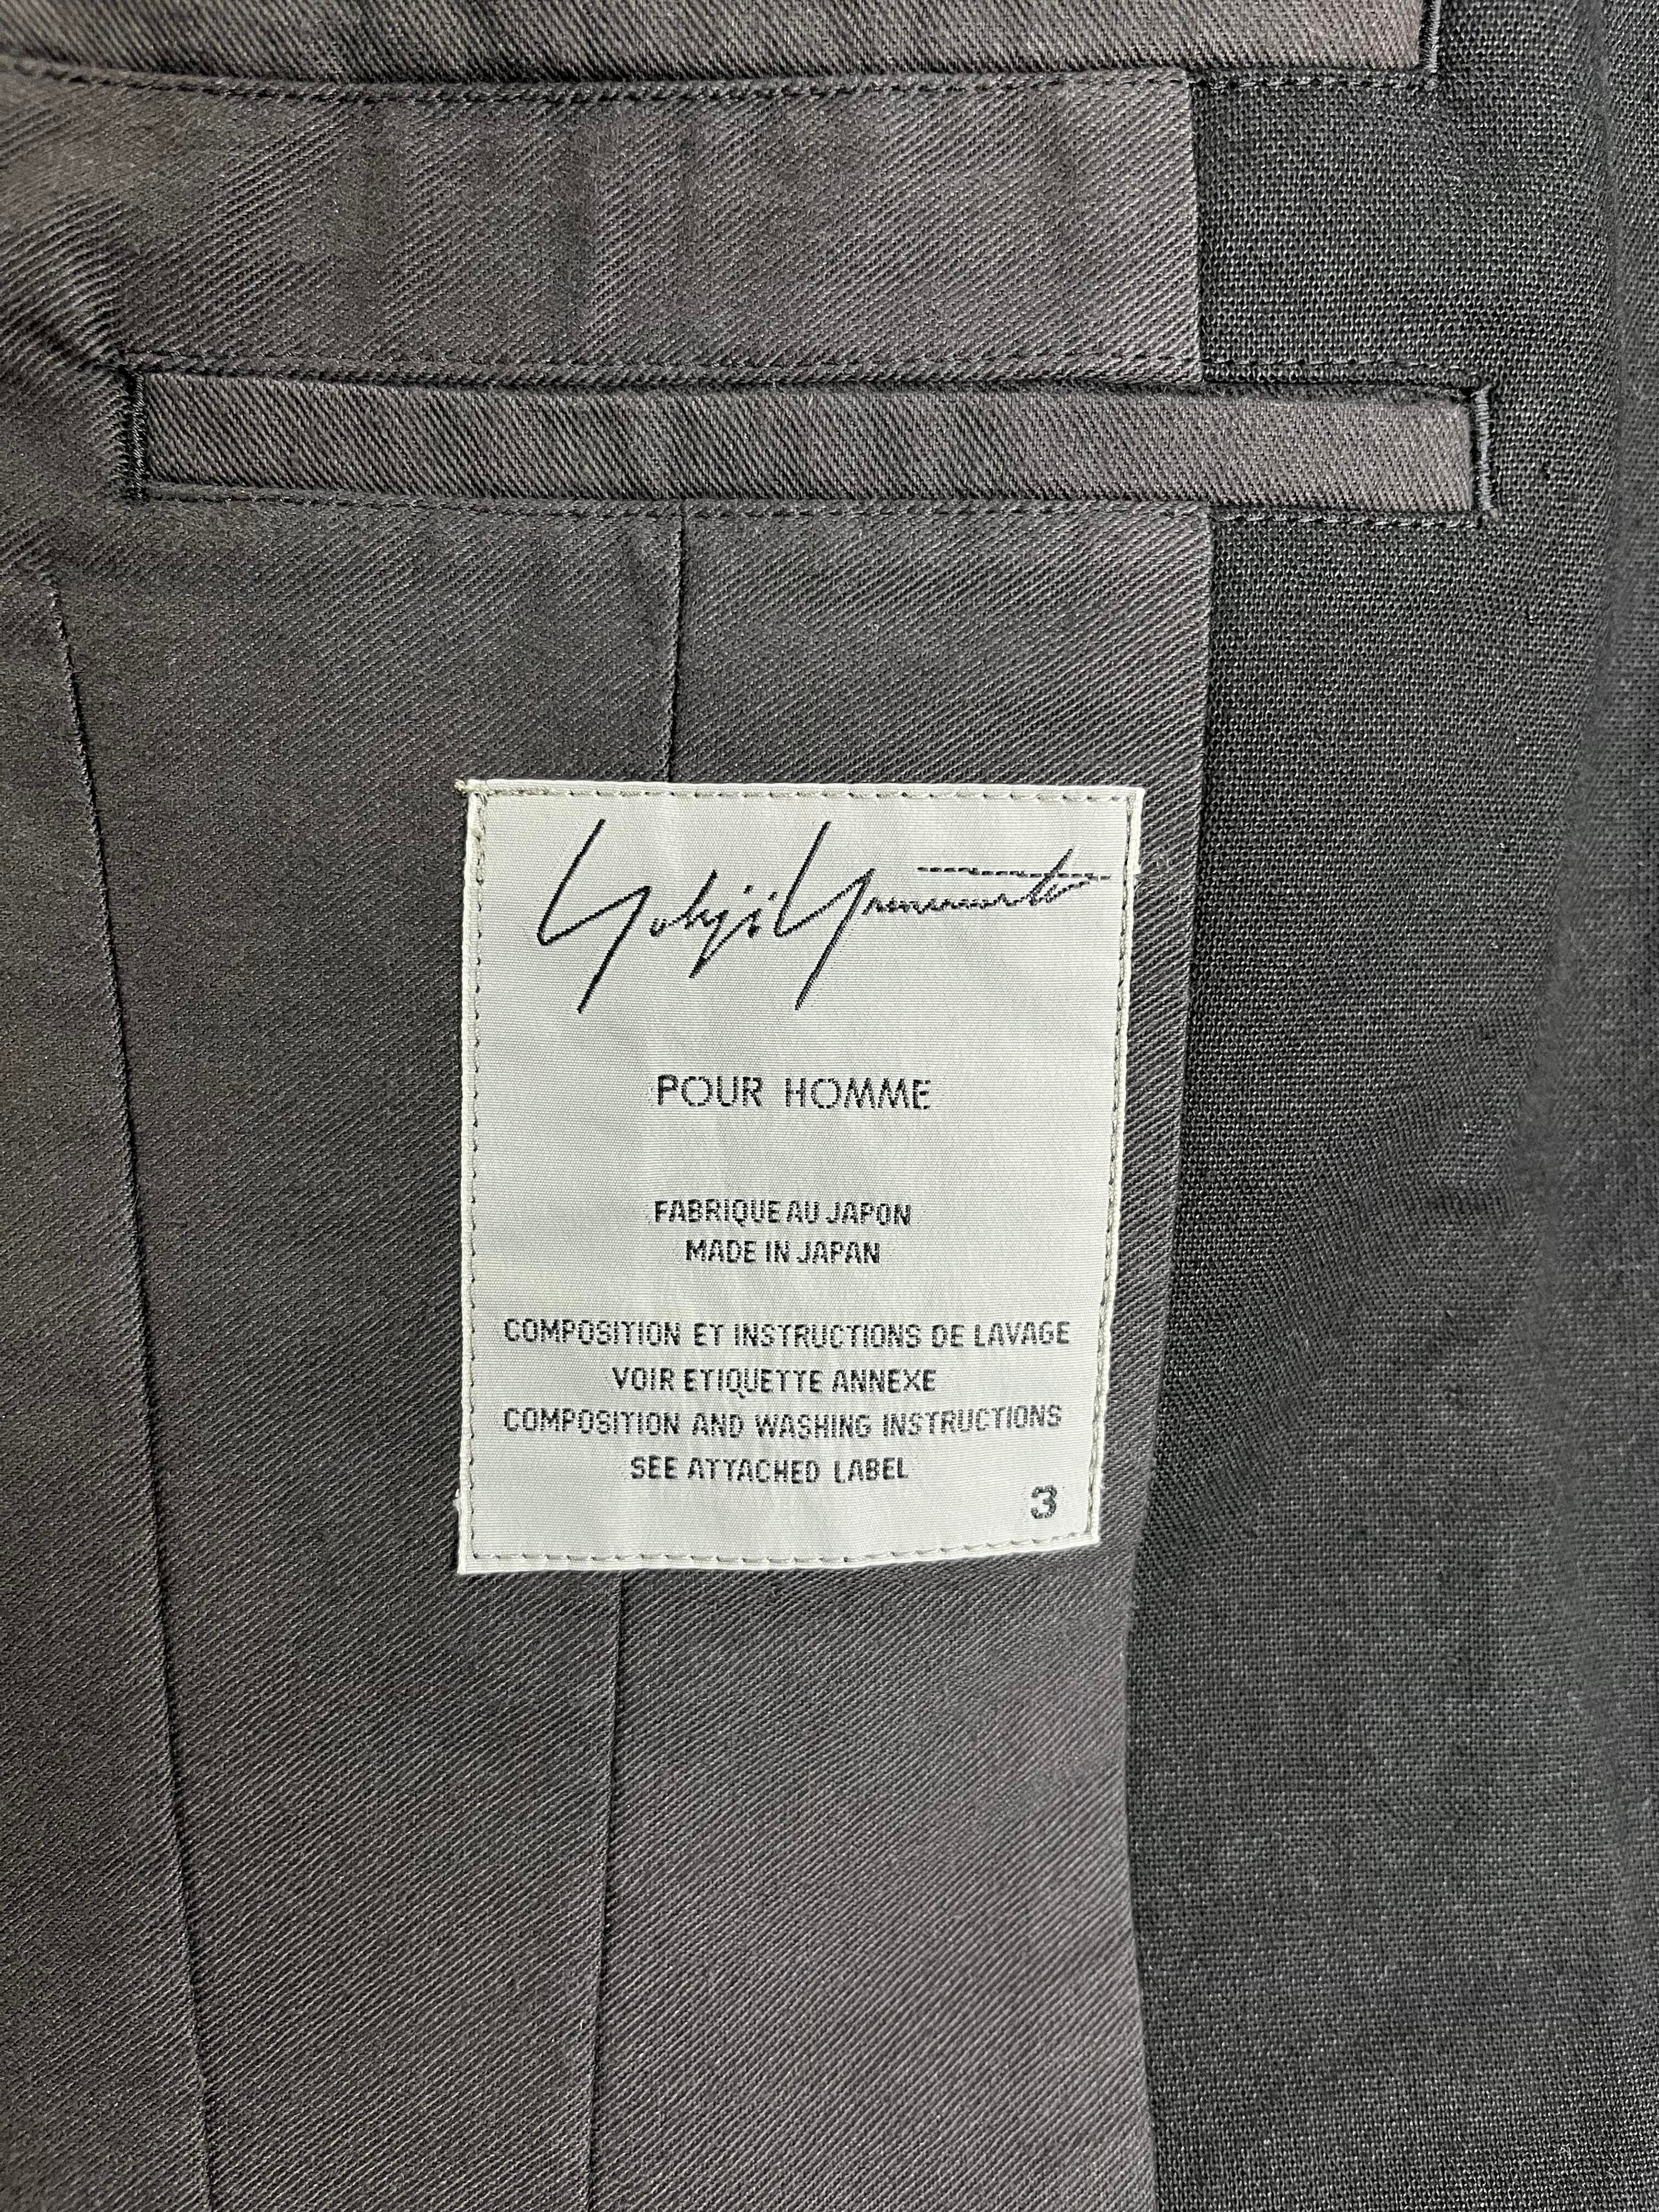 Yohji Yamamoto
POUR HOMME
FABRIQUE AU JAPON
MADE IN JAPAN
COMPOSITION ET INSTRUCTIONS DE LAVAGE
VOIR ETIQUETTE ANNEXE
COMPOSITION AND WASHING INSTRUCTIONS
SEE ATTACHED LABEL
3